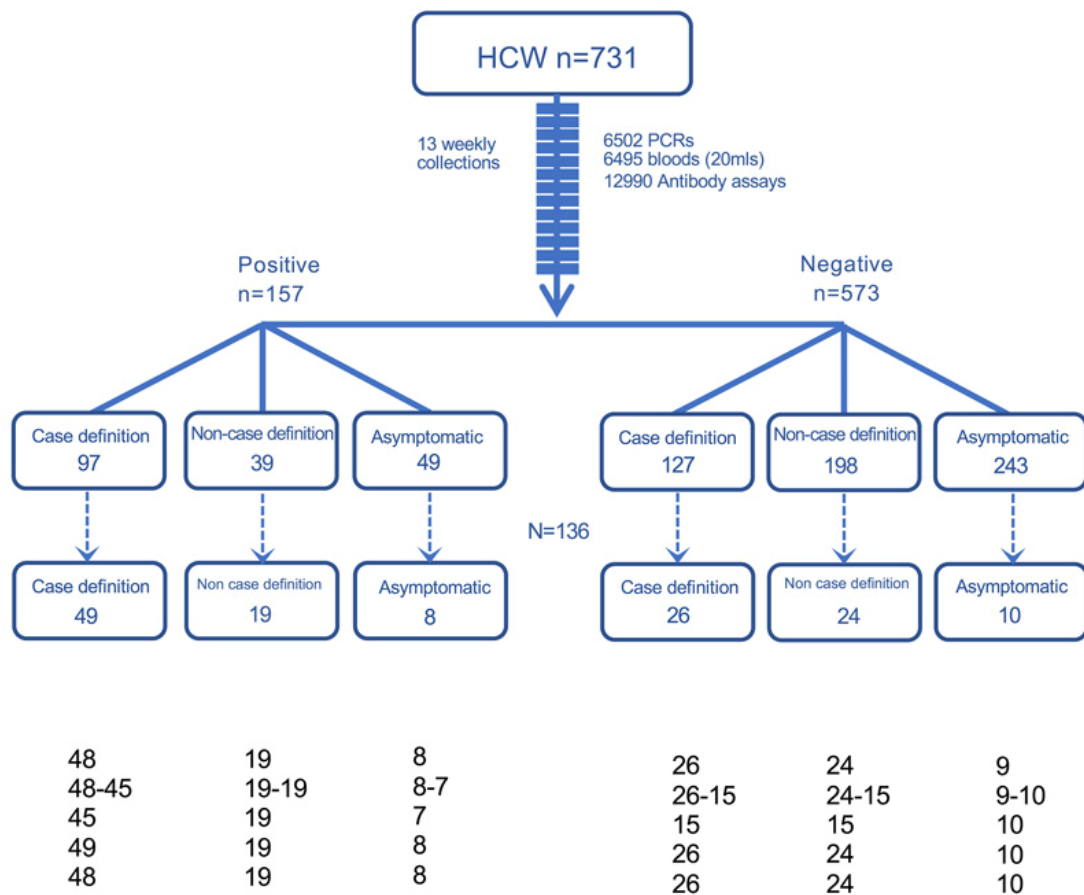 HCW n=731
13 weekly
collections
6502 PCRs
6495 bloods (20mls)
12990 Antibody assays
Positive
n=157
Negative
n=573
Case definition
97
Non-case definition
39
Asymptomatic
49
Case definition
127
Non-case definition
198
Asymptomatic
243
N=136
Case definition
49
Non case definition
19
Asymptomatic
8
Case definition
26
Non case definition
24
Asymptomatic
10
48 19 8 26 24 9
48-45 19-19 8-7 26-15 24-15 9-10
45 19 7 15 15 10
49 19 8 26 24 10
48 19 8 26 24 10